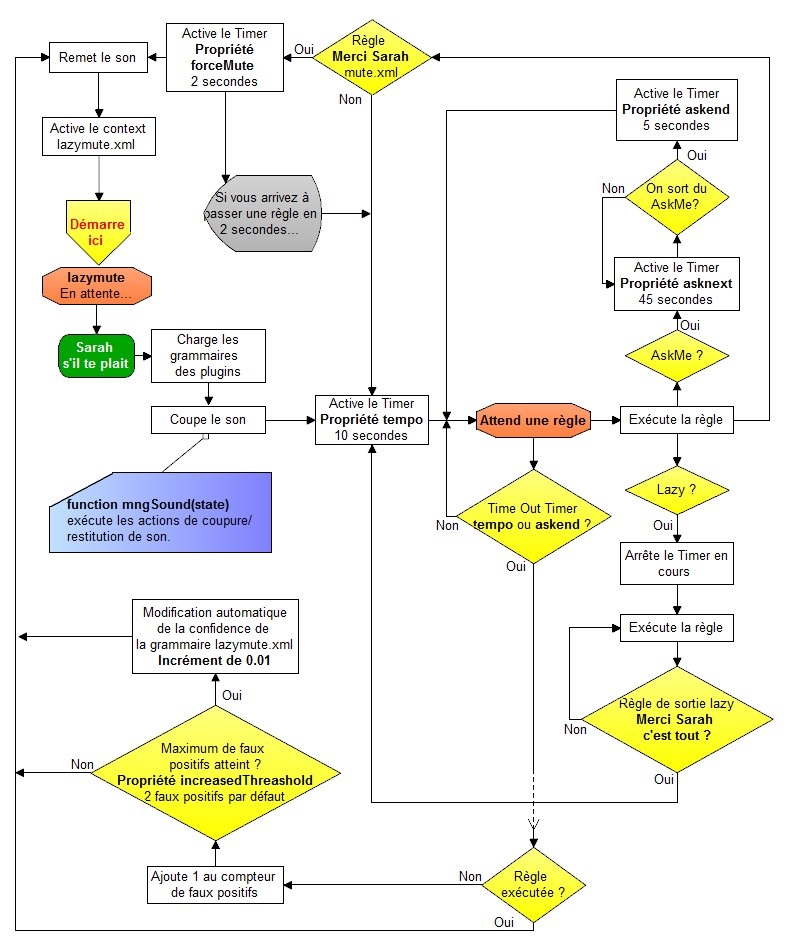 Remet le son
Active le Timer
Propriété
forceMute
2 secondes
Oui
Règle
Merci Sarah
mute.xml
Non
Active le context
lazymute.xml
Si vous arrivez à
passer une règle en
2 secondes...
Démarre
ici
lazymute
En attente...
Sarah
s'il te plait
Charge les
grammaires
des plugins
Coupe le son
function mngSound(state)
exécute les actions de coupure/
restitution de son.
Active le Timer
Propriété tempo
10 secondes
Attend une règle
Exécute la règle
Active le Timer
Propriété askend
5 secondes
Oui
Non
On sort du
AskMe?
Active le Timer
Propriété asknext
45 secondes
Oui
AskMe ?
Time Out Timer
tempo ou askend ?
Non
Oui
Lazy ?
Oui
Arrête le Timer en
cours
Exécute la règle
Règle de sortie lazy
Merci Sarah
c'est tout ?
Non
Oui
Modification automatique
de la confidence de
la grammaire lazymute.xml
Incrément de 0.01
Oui
Maximum de faux
positifs atteint ?
Propriété increasedThreashold
2 faux positifs par défaut
Non
Ajoute 1 au compteur
de faux positifs
Non
Règle
exécutée ?
Oui